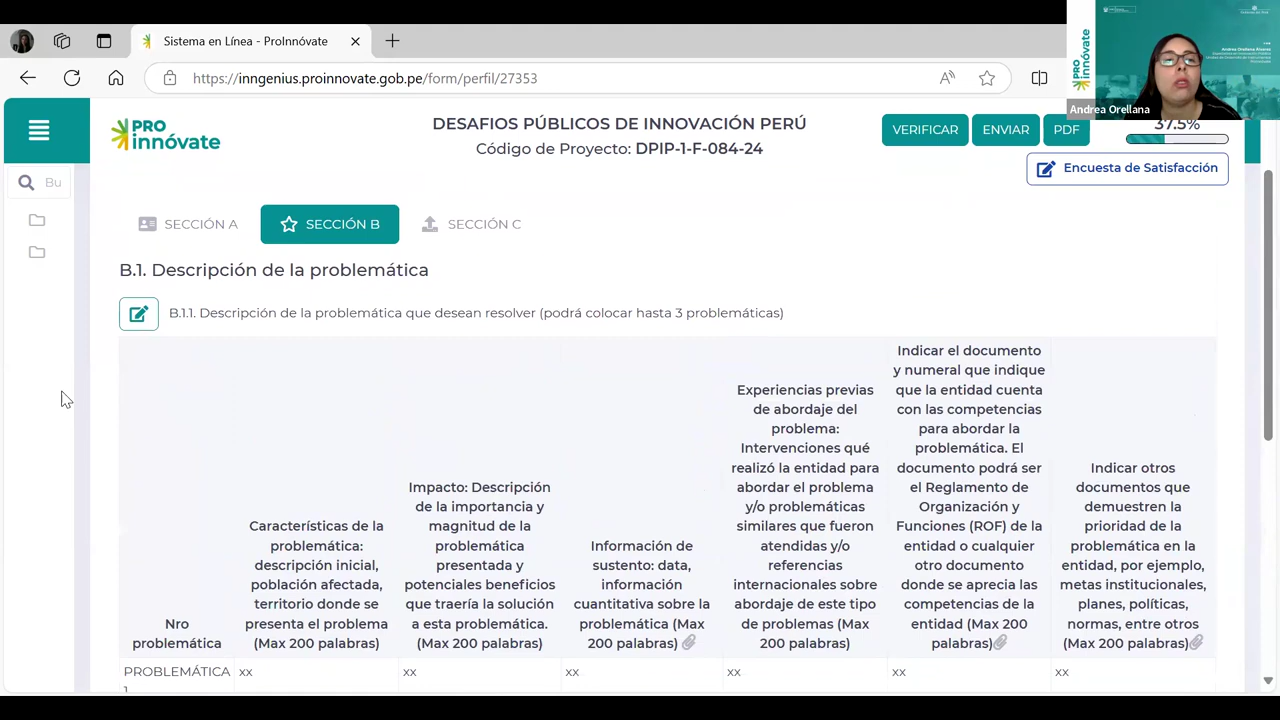 Sistema en Línea - ProInnóvate
https://inngenius.proinnovate.gob.pe/form/perfil/27353
PRO
innóvate
Andrea Orellana
Bu
PRO
innóvate
DESAFIOS PÚBLICOS DE INNOVACIÓN PERÚ
Código de Proyecto: DPIP-1-F-084-24
VERIFICAR
ENVIAR
PDF
37.5%
Encuesta de Satisfacción
SECCIÓN A
SECCIÓN B
SECCIÓN C
B.1. Descripción de la problemática
B.1.1. Descripción de la problemática que desean resolver (podrá colocar hasta 3 problemáticas)
Nro
problemática
Características de la
problemática:
descripción inicial,
población afectada,
territorio donde se
presenta el problema
(Max 200 palabras)
Impacto: Descripción
de la importancia y
magnitud de la
problemática
presentada y
potenciales beneficios
que traería la solución
a esta problemática.
(Max 200 palabras)
Información de
sustento: data,
información
cuantitativa sobre la
problemática (Max
200 palabras)
Experiencias previas
de abordaje del
problema:
Intervenciones qué
realizó la entidad para
abordar el problema
y/o problemáticas
similares que fueron
atendidas y/o
referencias
internacionales sobre
abordaje de este tipo
de problemas (Max
200 palabras)
Indicar el documento
y numeral que indique
que la entidad cuenta
con las competencias
para abordar la
problemática. El
documento podrá ser
el Reglamento de
Organización y
Funciones (ROF) de la
entidad o cualquier
otro documento
donde se aprecia las
competencias de la
entidad (Max 200
palabras)
Indicar otros
documentos que
demuestren la
prioridad de la
problemática en la
entidad, por ejemplo,
metas institucionales,
planes, políticas,
normas, entre otros
(Max 200 palabras)
PROBLEMÁTICA
1
xx
xx
xx
xx
xx
xx